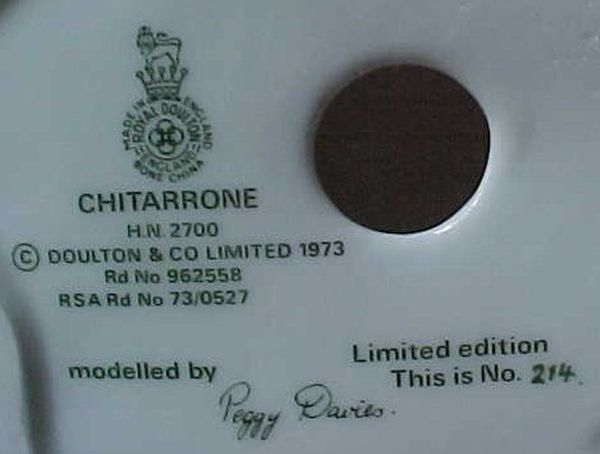 MADE IN ENGLAND
ROYAL DOULTON
ENGLAND
BONE CHINA
CHITARRONE
H.N. 2700
© DOULTON & CO LIMITED 1973
Rd No 962558
RSA Rd No 73/0527
modelled by
Peggy Davies.
Limited edition
This is No. 214.